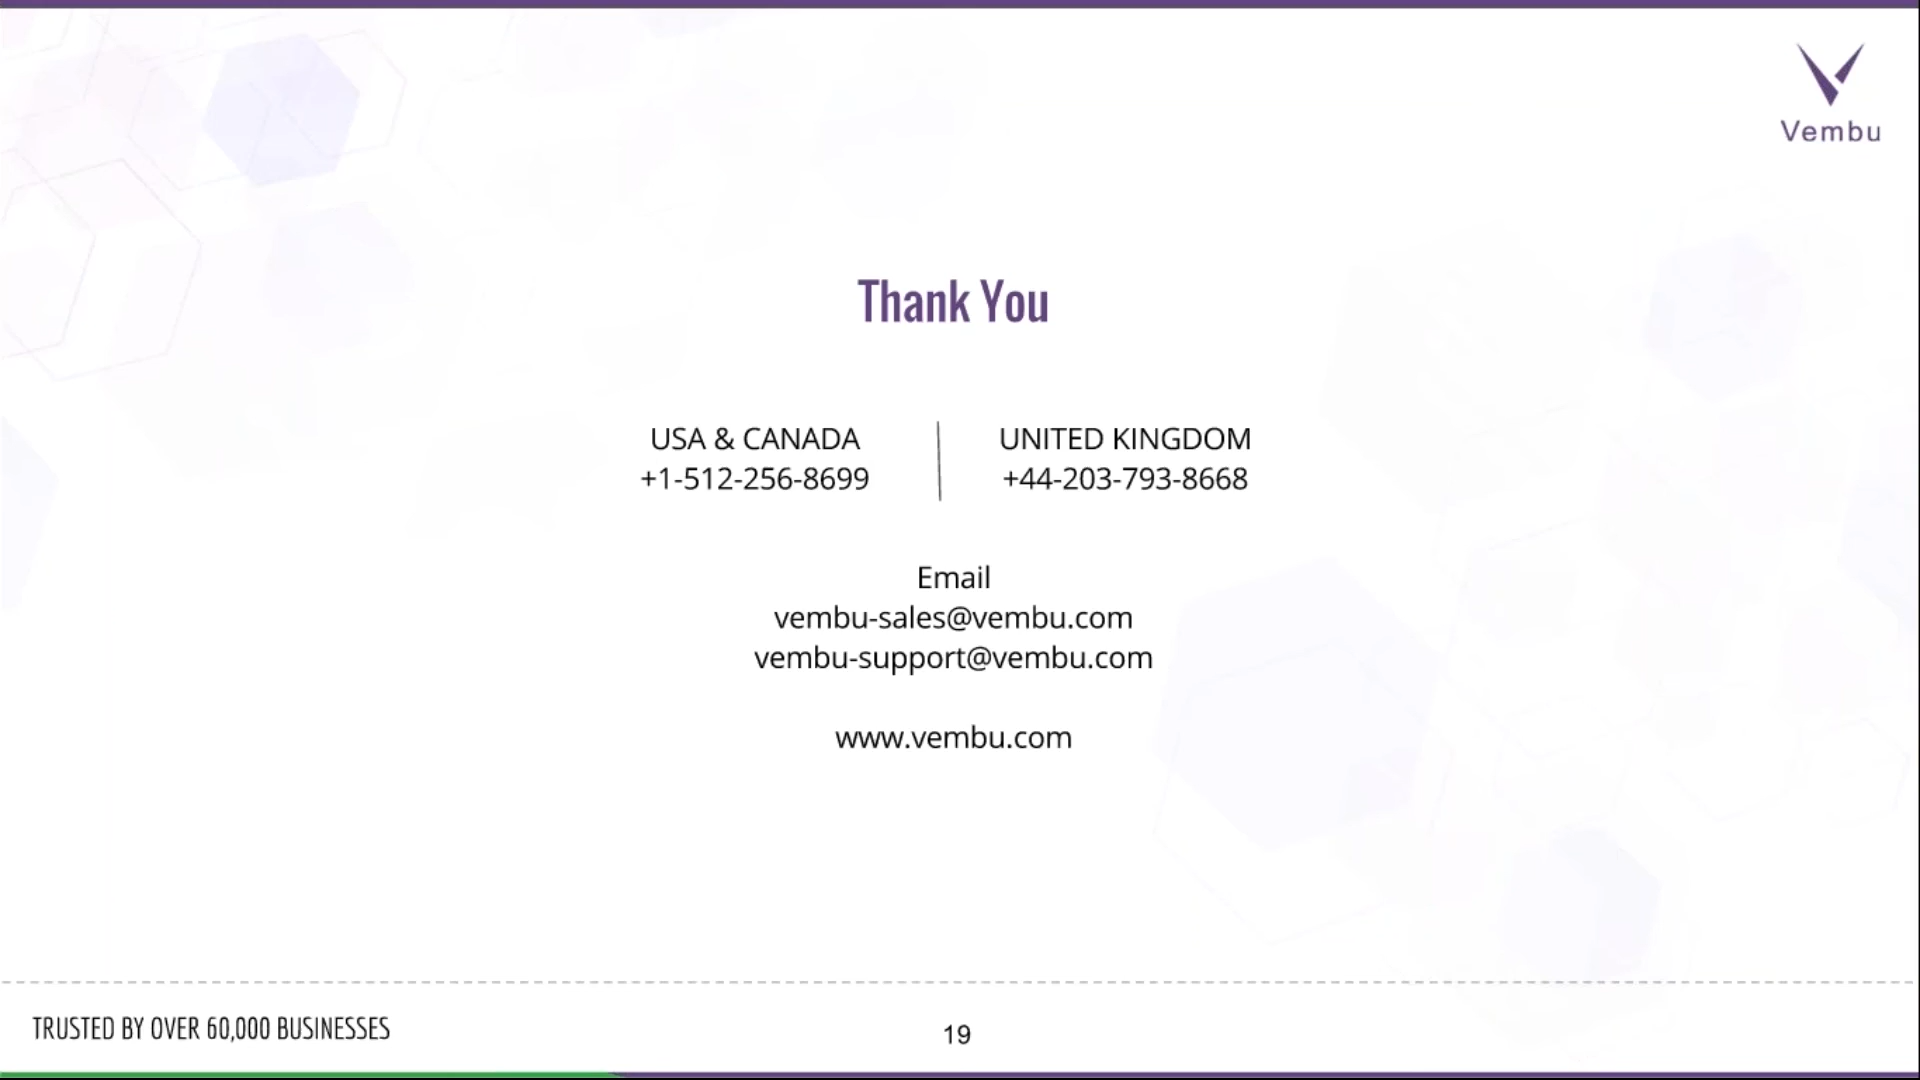 Vembu
Thank You
USA & CANADA
+1-512-256-8699
UNITED KINGDOM
+44-203-793-8668
Email
vembu-sales@vembu.com
vembu-support@vembu.com
www.vembu.com
TRUSTED BY OVER 60,000 BUSINESSES
19